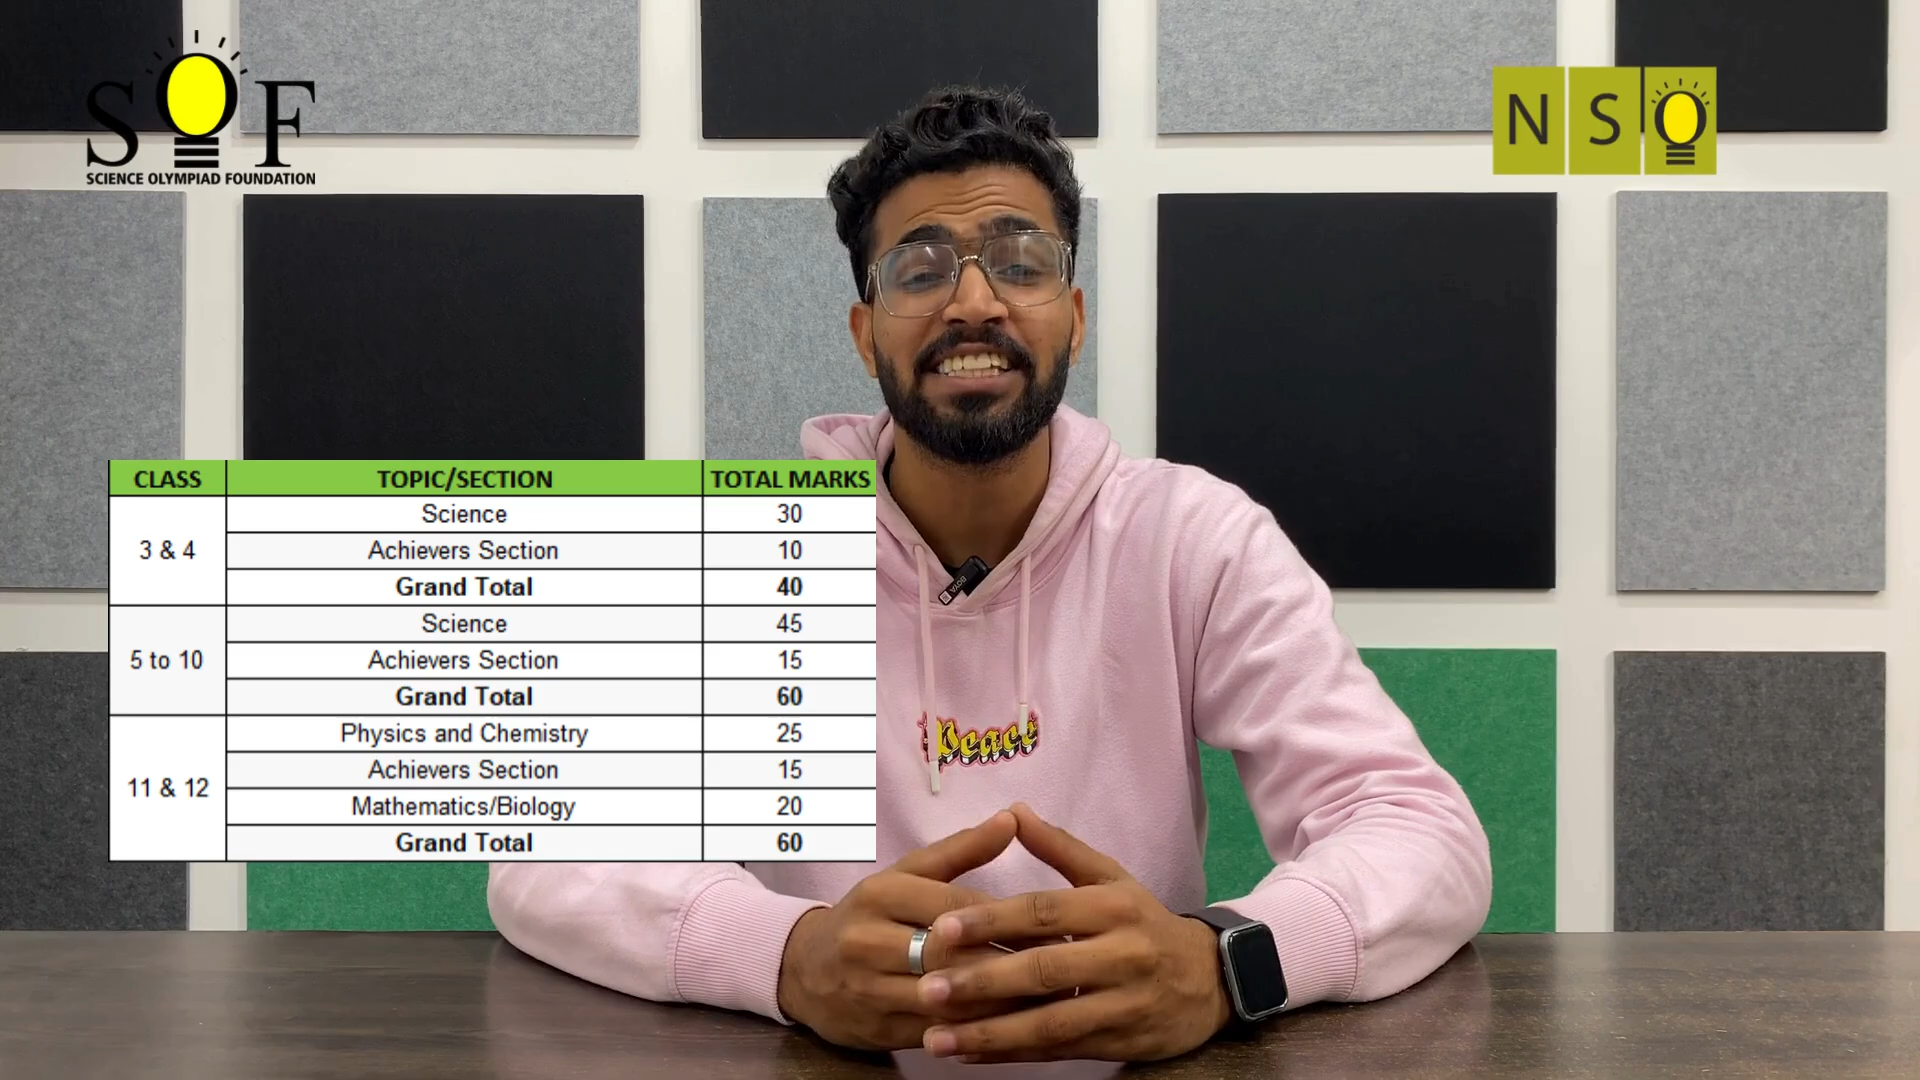 SOF
SCIENCE OLYMPIAD FOUNDATION
NSO
CLASS TOPIC/SECTION TOTAL MARKS
3 & 4
Science 30
Achievers Section 10
Grand Total 40
5 to 10
Science 45
Achievers Section 15
Grand Total 60
11 & 12
Physics and Chemistry 25
Achievers Section 15
Mathematics/Biology 20
Grand Total 60
BOYA
Peace